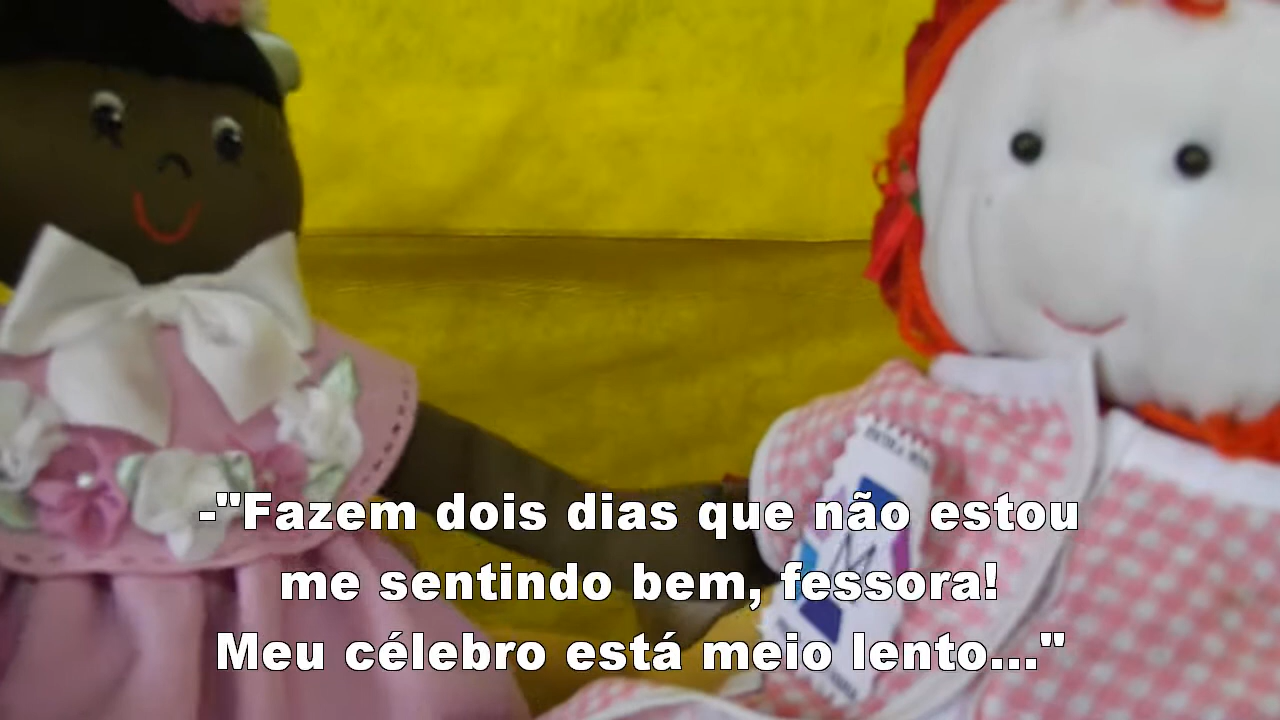 -"Fazem dois dias que não estou
me sentindo bem, fessora!
Meu célebro está meio lento..."
M